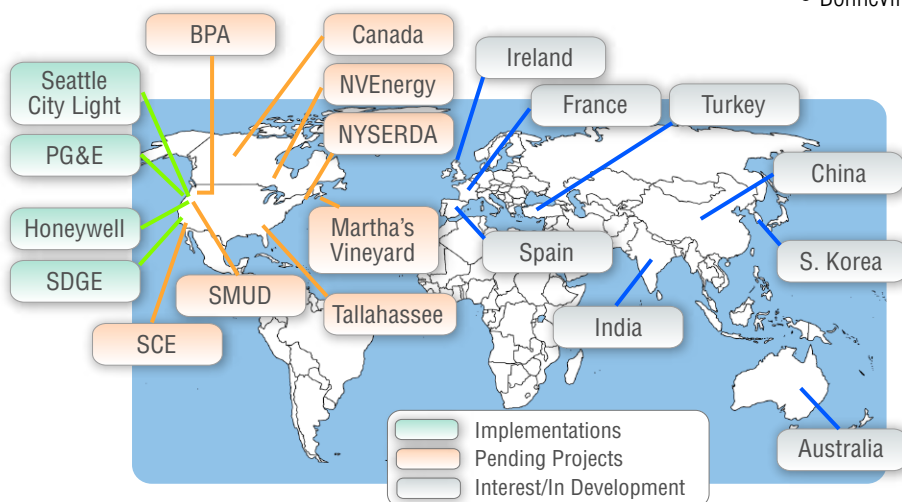 • Bonnevil
BPA
Canada
Ireland
Seattle
City Light
NVEnergy
France
Turkey
PG&E
NYSERDA
China
Honeywell
Martha's
Vineyard
Spain
S. Korea
SDGE
SMUD
Tallahassee
India
SCE
Implementations
Pending Projects
Interest/In Development
Australia